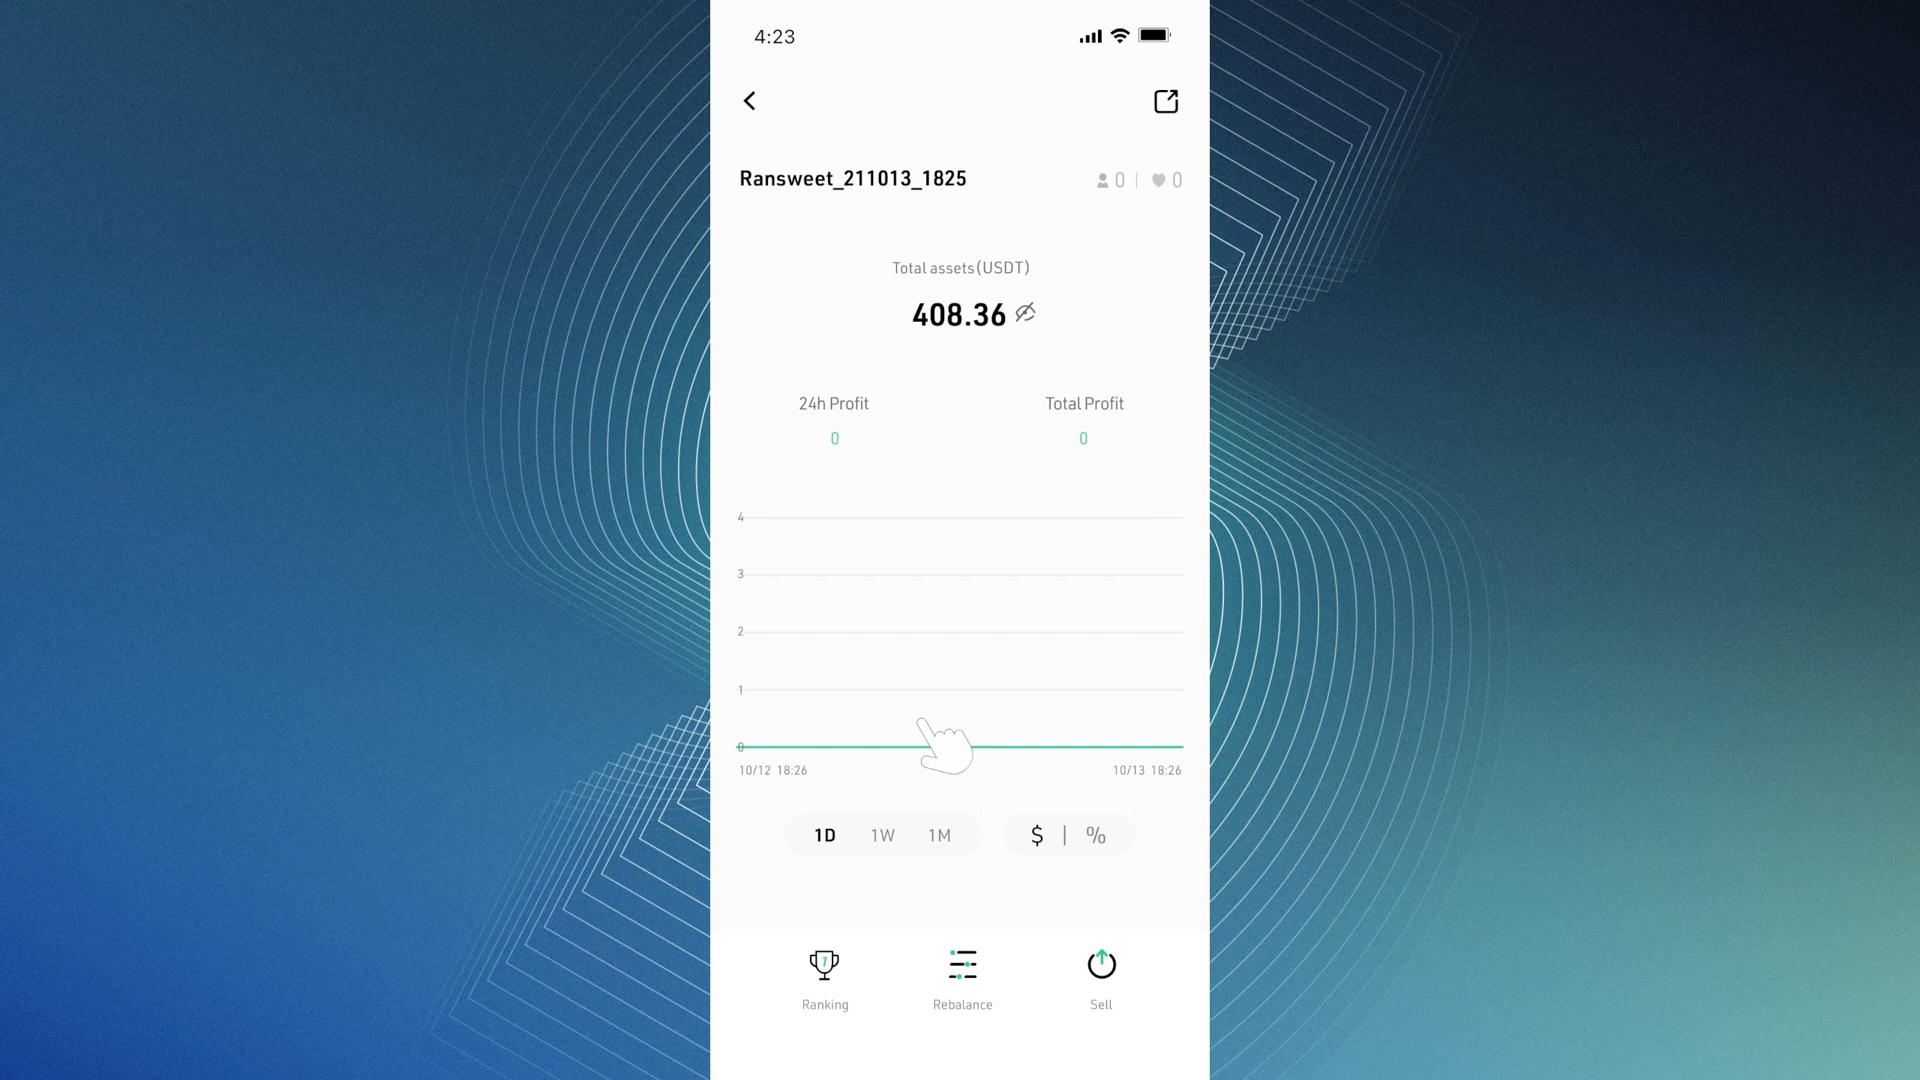 4:23
Ransweet_211013_1825
0 | 0
Total assets(USDT)
408.36
24h Profit
Total Profit
0
0
4
3
2
1
0
10/12 18:26
10/13 18:26
1D 1W 1M
$ | %
1
Ranking
Rebalance
Sell